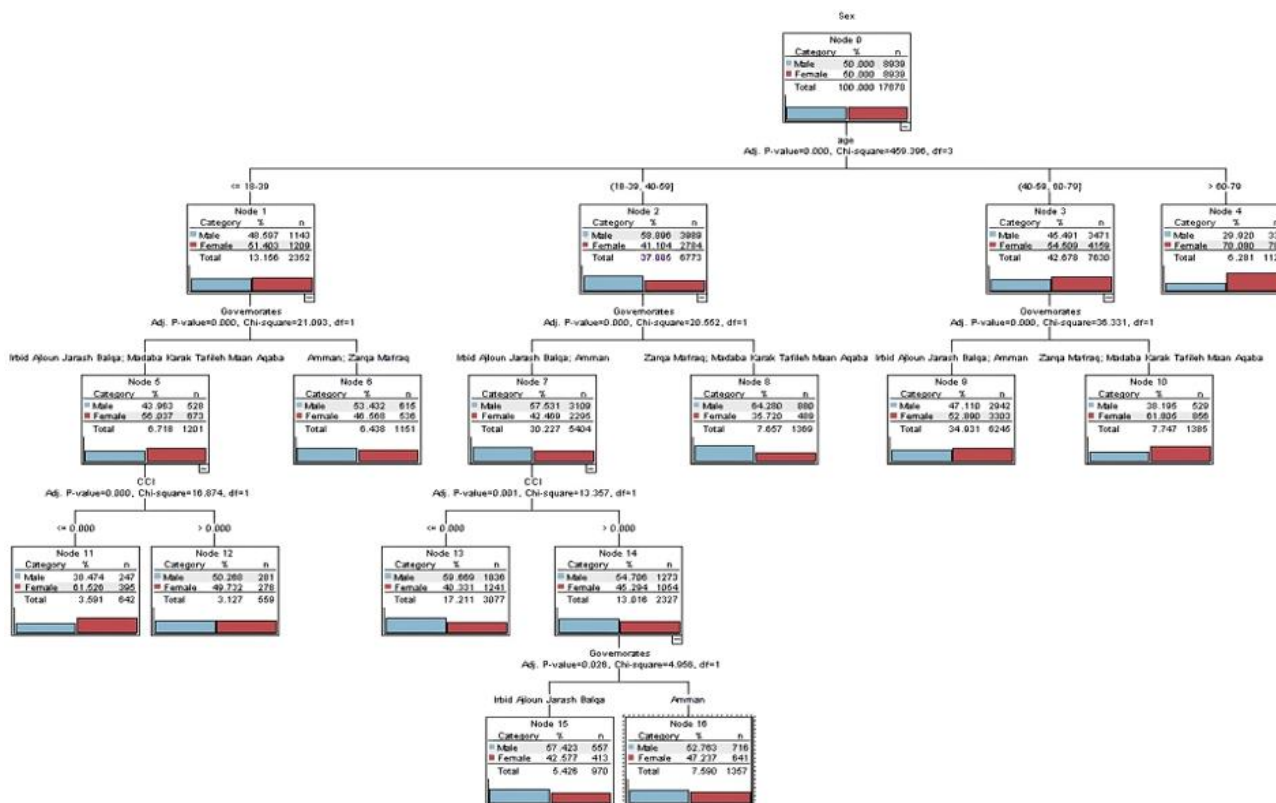 Sex
Node 0
Category % n
Male 50.000 8939
Female 50.000 8939
Total 100.000 17878
age
Adj. P-value=0.000, Chi-square=459.396, df=3
<= 18-39
(18-39, 40-59]
(40-59, 60-79]
> 60-79
Node 1
Category % n
Male 48.597 1143
Female 51.403 1209
Total 13.156 2352
Node 2
Category % n
Male 58.896 3989
Female 41.104 2784
Total 37.885 6773
Node 3
Category % n
Male 45.491 3471
Female 54.509 4159
Total 42.678 7630
Node 4
Category %
Male 29.920
Female 70.080
Total 6.281
Governorates
Adj. P-value=0.000, Chi-square=21.093, df=1
Governorates
Adj. P-value=0.000, Chi-square=20.552, df=1
Governorates
Adj. P-value=0.000, Chi-square=36.331, df=1
Irbid Ajloun Jarash Balqa; Madaba Karak Tafileh Maan Aqaba
Amman; Zarqa Mafraq
Irbid Ajloun Jarash Balqa; Amman
Zarqa Mafraq; Madaba Karak Tafileh Maan Aqaba
Irbid Ajloun Jarash Balqa; Amman
Zarqa Mafraq; Madaba Karak Tafileh Maan Aqaba
Node 5
Category % n
Male 43.963 528
Female 56.037 673
Total 6.718 1201
Node 6
Category % n
Male 53.432 615
Female 46.568 536
Total 6.438 1151
Node 7
Category % n
Male 57.531 3109
Female 42.469 2295
Total 30.227 5404
Node 8
Category % n
Male 64.280 880
Female 35.720 489
Total 7.657 1369
Node 9
Category % n
Male 47.110 2942
Female 52.890 3303
Total 34.931 6245
Node 10
Category % n
Male 38.195 529
Female 61.805 856
Total 7.747 1385
CCI
Adj. P-value=0.000, Chi-square=16.874, df=1
CCI
Adj. P-value=0.001, Chi-square=13.357, df=1
<= 0.000
> 0.000
<= 0.000
> 0.000
Node 11
Category % n
Male 38.474 247
Female 61.526 395
Total 3.591 642
Node 12
Category % n
Male 50.268 281
Female 49.732 278
Total 3.127 559
Node 13
Category % n
Male 59.669 1836
Female 40.331 1241
Total 17.211 3077
Node 14
Category % n
Male 54.706 1273
Female 45.294 1054
Total 13.016 2327
Governorates
Adj. P-value=0.026, Chi-square=4.956, df=1
Irbid Ajloun Jarash Balqa
Amman
Node 15
Category % n
Male 57.423 557
Female 42.577 413
Total 5.426 970
Node 16
Category % n
Male 52.763 716
Female 47.237 641
Total 7.590 1357